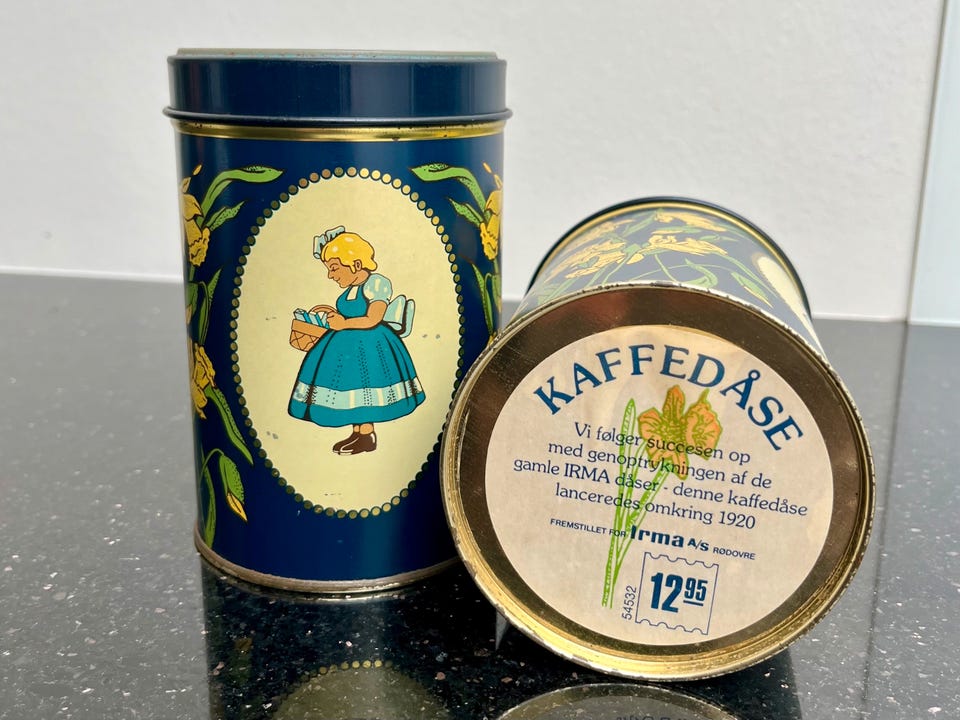 KAFFEDÅSE
Vi følger succesen op
med genoptrykningen af de
gamle IRMA dåser - denne kaffedåse
lanceredes omkring 1920
FREMSTILLET FOR Irma A/S RØDOVRE
54532
12 95